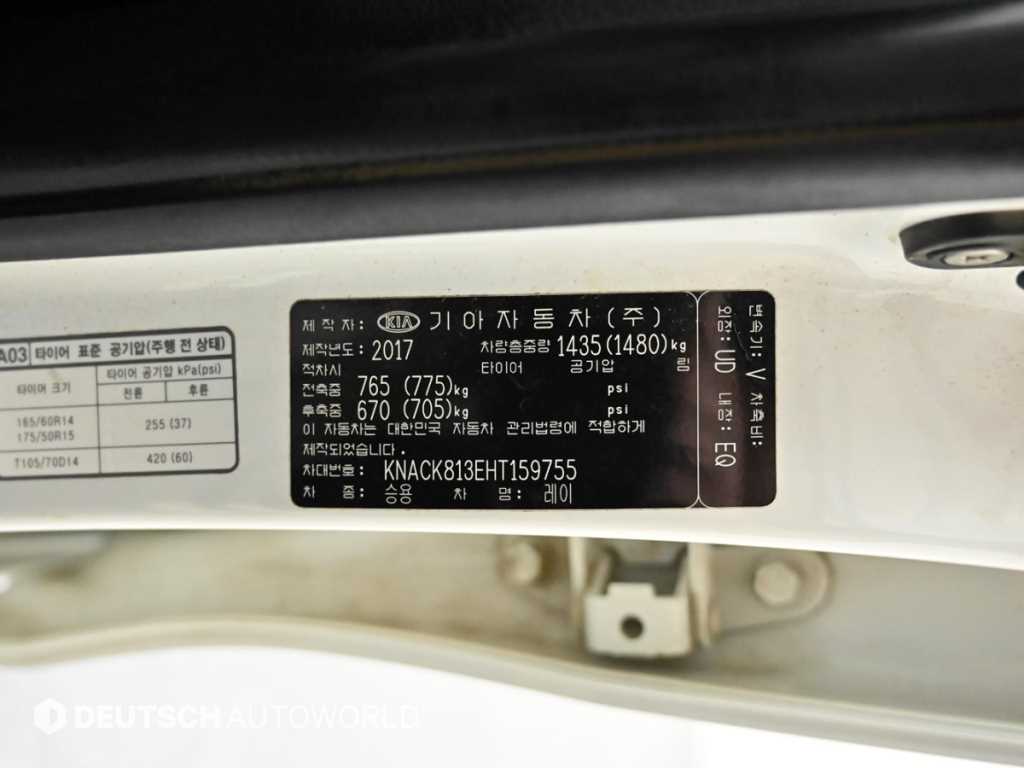 A03 타이어 표준 공기압(주행 전 상태)
타이어 크기 타이어 공기압 kPa(psi)
전륜 후륜
165/60R14
175/50R15
255 (37)
T105/70D14 420 (60)
제 작 자: KIA 기아자동차(주)
제작년도: 2017 차량총중량 1435(1480)kg
적차시 타이어 공기압 림
전축중 765 (775)kg psi
후축중 670 (705)kg psi
이 자동차는 대한민국 자동차 관리법령에 적합하게
제작되었습니다.
차대번호: KNACK813EHT159755
차 종: 승용 차 명: 레이
변속기: V 차축비:
외장: UD 내장: EQ
DEUTSCH AUTOWORLD